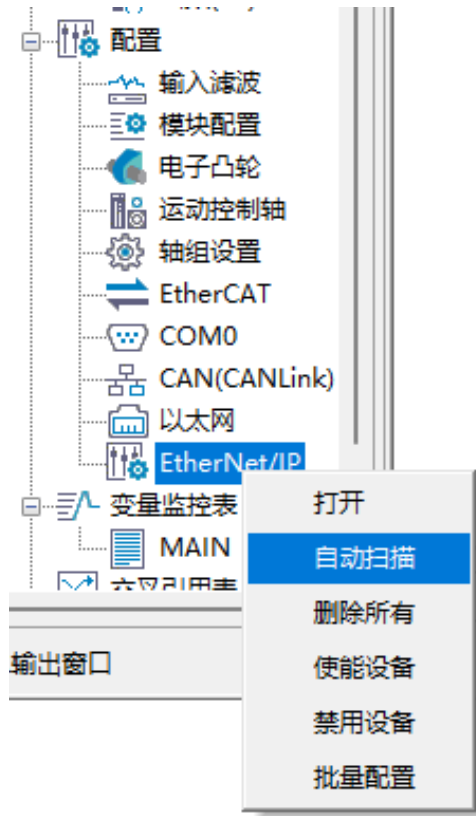 配置
输入滤波
模块配置
电子凸轮
运动控制轴
轴组设置
EtherCAT
COM0
CAN(CANLink)
以太网
EtherNet/IP
打开
变量监控表
自动扫描
MAIN
删除所有
输出窗口
使能设备
禁用设备
批量配置